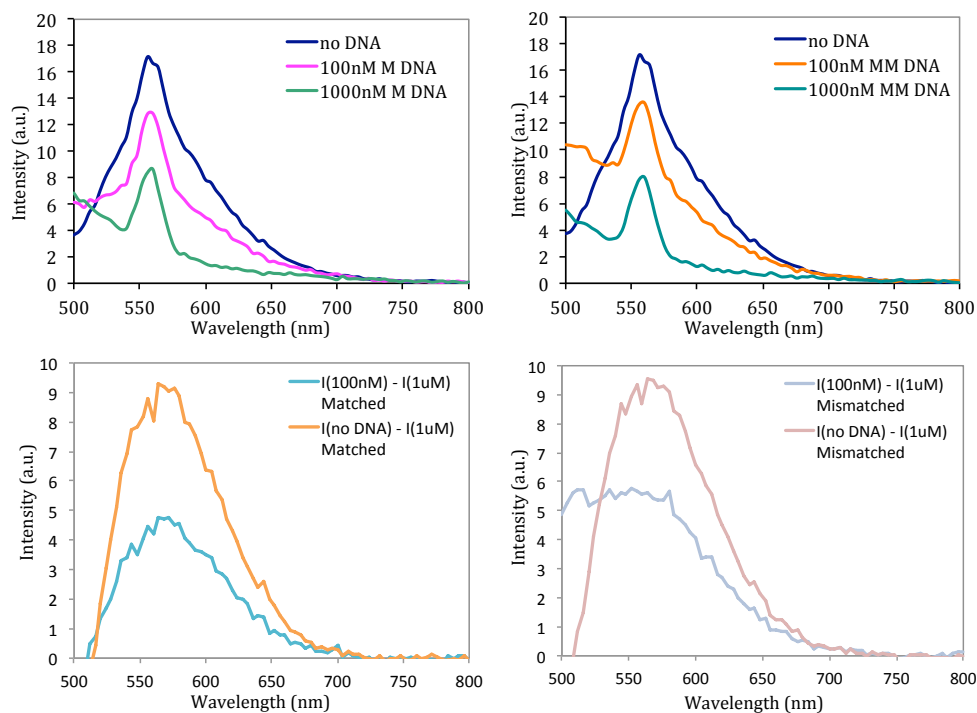 20
18
16
14
12
10
8
6
4
2
0
Intensity (a.u.)
no DNA
100nM M DNA
1000nM M DNA
500 550 600 650 700 750 800
Wavelength (nm)
20
18
16
14
12
10
8
6
4
2
0
Intensity (a.u.)
no DNA
100nM MM DNA
1000nM MM DNA
500 550 600 650 700 750 800
Wavelength (nm)
10
9
8
7
6
5
4
3
2
1
0
Intensity (a.u.)
I(100nM) - I(1uM)
Matched
I(no DNA) - I(1uM)
Matched
500 550 600 650 700 750 800
Wavelength (nm)
10
9
8
7
6
5
4
3
2
1
0
Intensity (a.u.)
I(100nM) - I(1uM)
Mismatched
I(no DNA) - I(1uM)
Mismatched
500 550 600 650 700 750 800
Wavelength (nm)